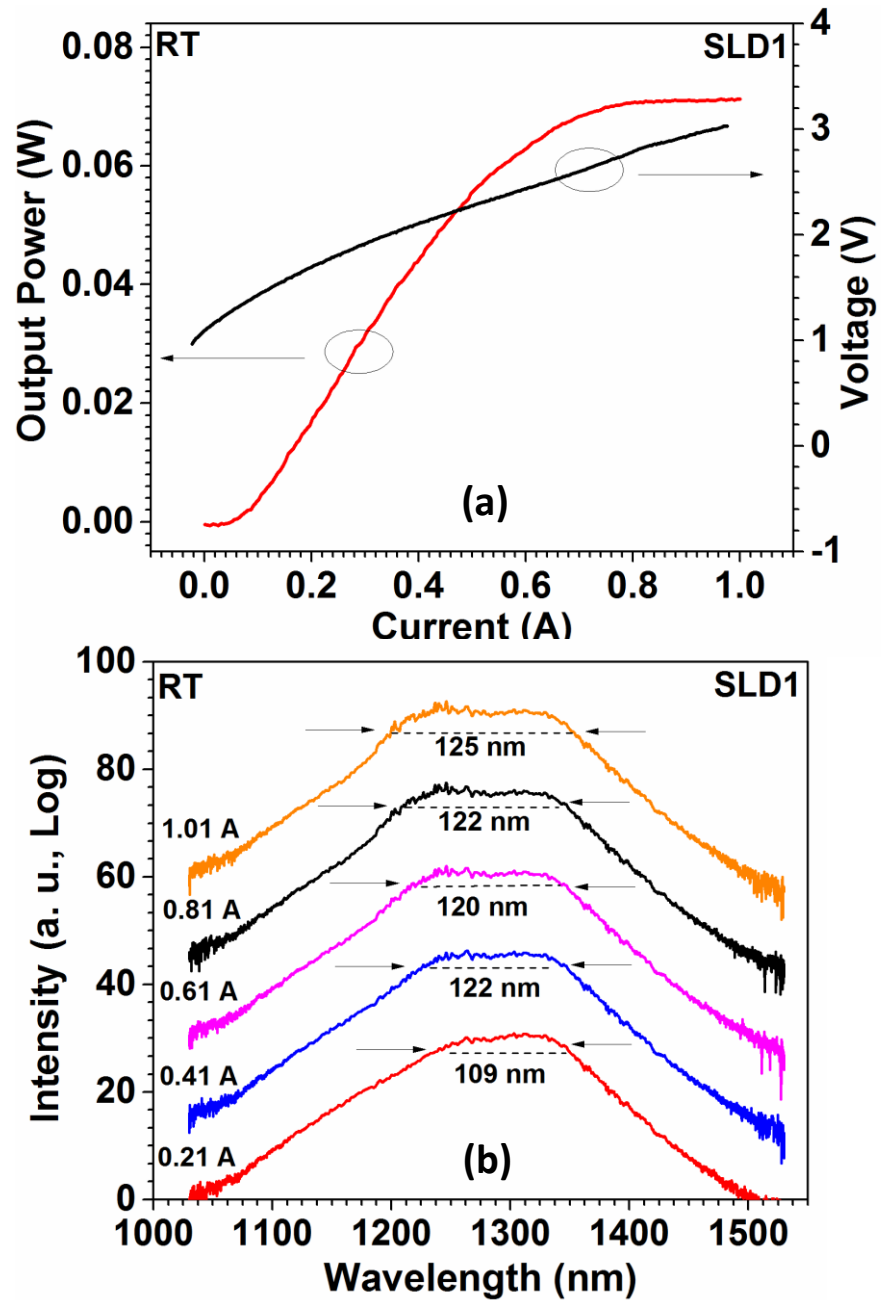 RT
SLD1
0.08
0.06
0.04
0.02
0.00
Output Power (W)
4
3
2
1
0
-1
Voltage (V)
(a)
0.0 0.2 0.4 0.6 0.8 1.0
Current (A)
RT
SLD1
100
80
60
40
20
0
Intensity (a. u., Log)
1.01 A
125 nm
0.81 A
122 nm
0.61 A
120 nm
0.41 A
122 nm
0.21 A
109 nm
(b)
1000 1100 1200 1300 1400 1500
Wavelength (nm)